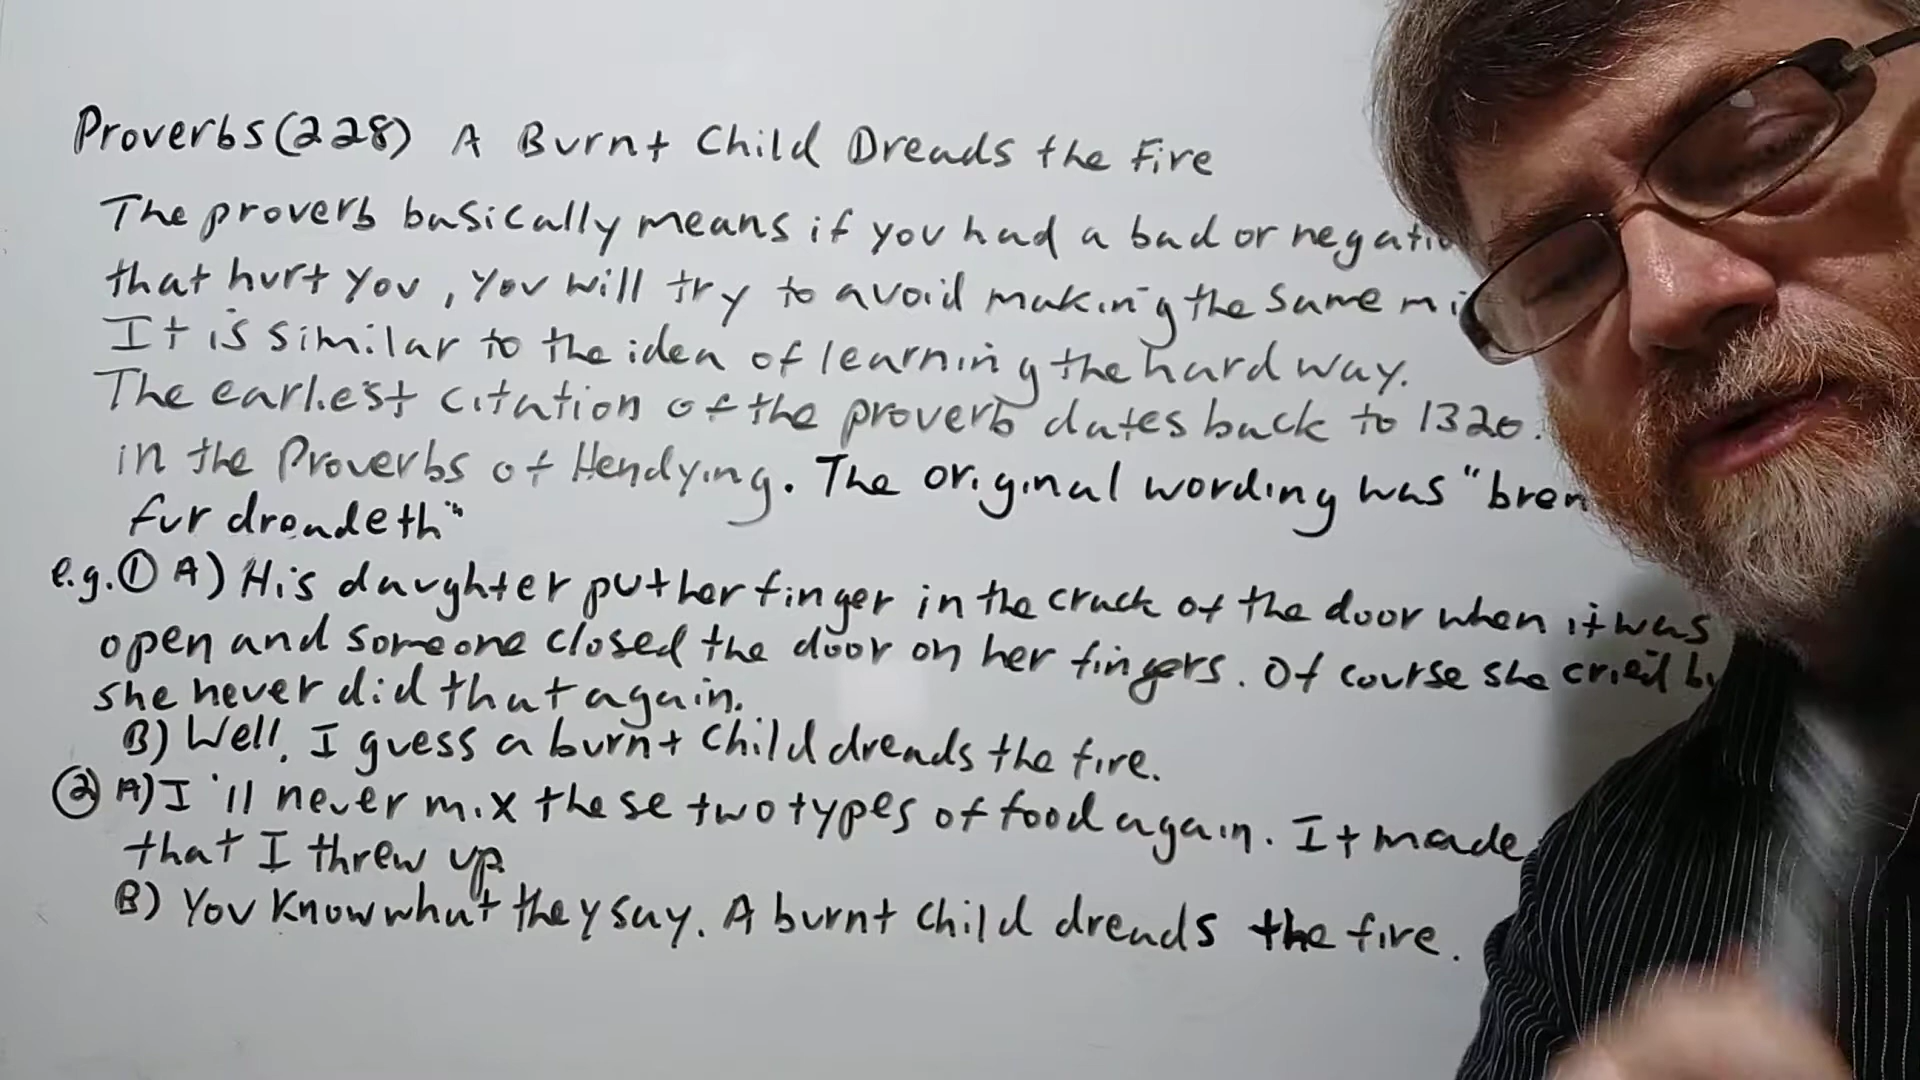 Proverbs (228) A Burnt Child Dreads the Fire
The proverb basically means if you had a bad or
that hurt you, you will try to avoid making the same
It is similar to the idea of learning the hard way.
The earliest citation of the proverb dates back to 1320.
in the Proverbs of Hendying. The original wording was "
fur dreadeth"
e.g. ① A) His daughter put her finger in the crack of the door when it was
open and someone closed the door on her fingers. Of course she cried
she never did that again.
B) Well, I guess a burnt child dreads the fire.
② A) I'll never mix these two types of food again. It made
that I threw up
B) You know what they say. A burnt child dreads the fire.